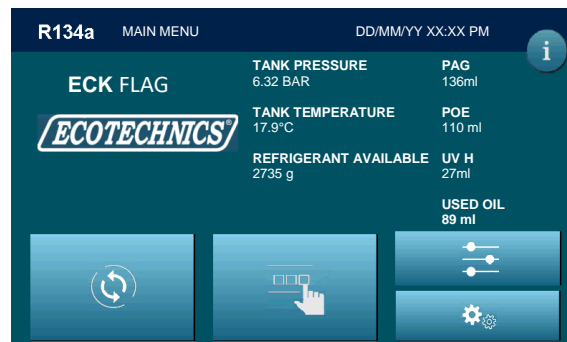 R134a MAIN MENU DD/MM/YY XX:XX PM
i
ECK FLAG
ECOTECHNICS®
TANK PRESSURE
6.32 BAR
TANK TEMPERATURE
17.9°C
REFRIGERANT AVAILABLE
2735 g
PAG
136ml
POE
110 ml
UV H
27ml
USED OIL
89 ml